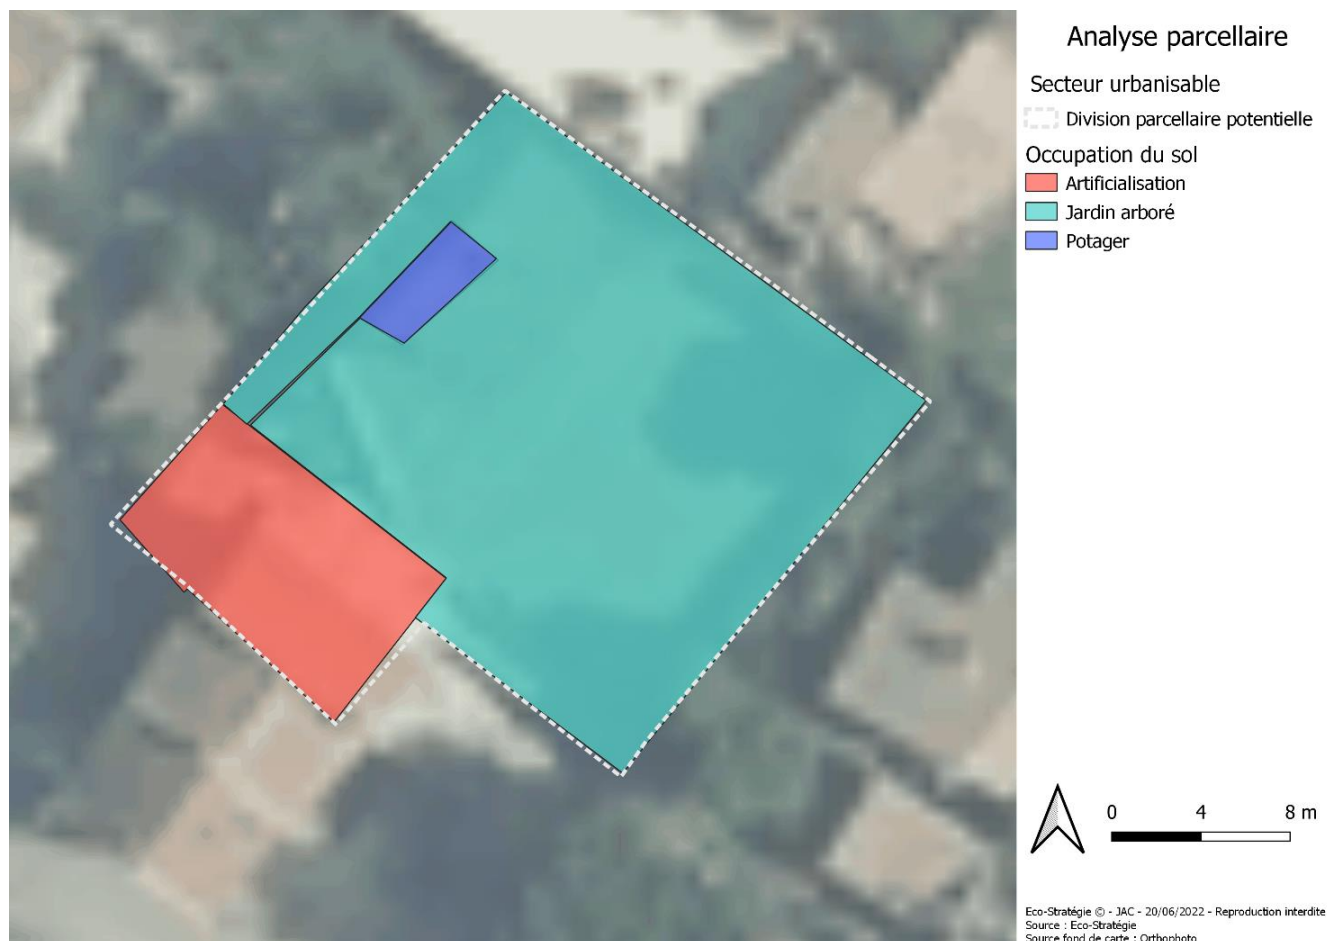 Analyse parcellaire
Secteur urbanisable
Division parcellaire potentielle
Occupation du sol
Artificialisation
Jardin arboré
Potager
0 4 8 m
Eco-Stratégie © - JAC - 20/06/2022 - Reproduction interdite
Source : Eco-Stratégie
Source fond de carte : Orthophoto